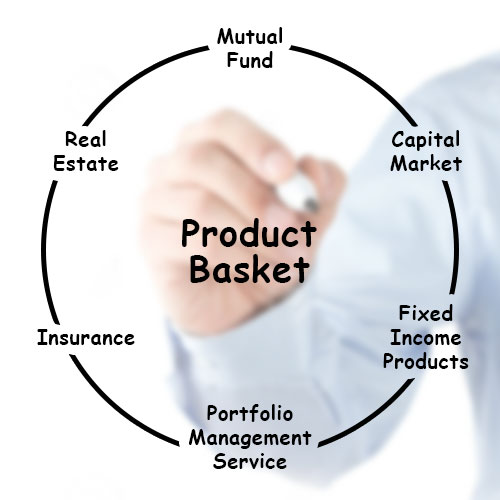 Mutual
Fund
Real
Estate
Capital
Market
Product
Basket
Insurance
Fixed
Income
Products
Portfolio
Management
Service